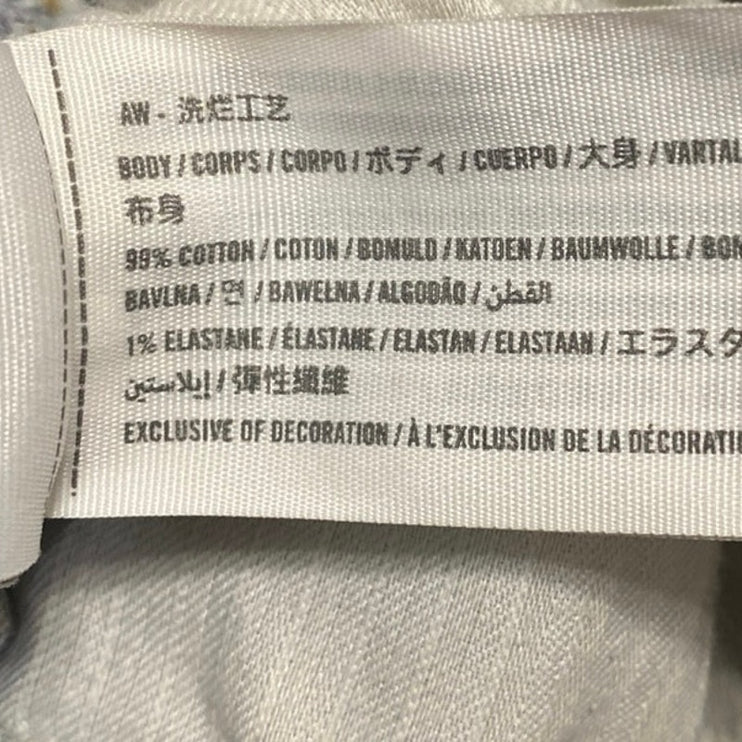 AW - 洗烂工艺
BODY / CORPS / CORPO / ボディ / CUERPO / 大身 / VARTAL
布身
99% COTTON / COTON / BOMULD / KATOEN / BAUMWOLLE / BOM
BAVLNA / 면 / BAWEŁNA / ALGODÃO / القطن
1% ELASTANE / ÉLASTANE / ELASTAN / ELASTAAN / エラスタ
إيلاستين / 彈性纖維
EXCLUSIVE OF DECORATION / À L'EXCLUSION DE LA DÉCORATI